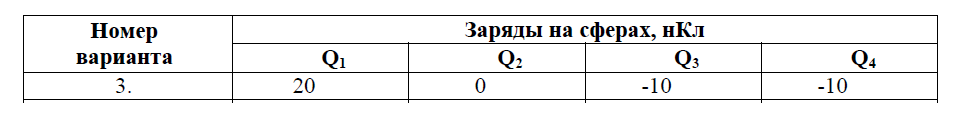 Номер варианта
Заряды на сферах, нКл
Q₁ Q₂ Q₃ Q₄
3. 20 0 -10 -10